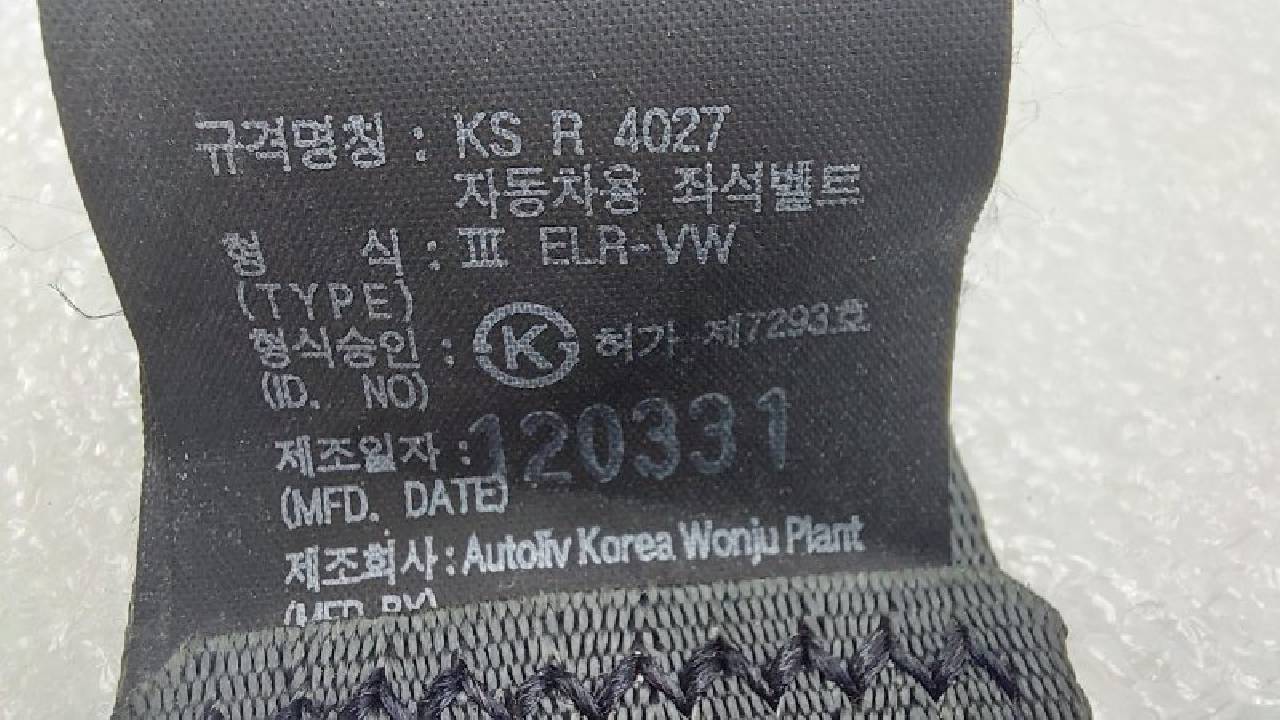 규격명칭 : KS R 4027
자동차용 좌석벨트
형 식 : III ELR-VW
(TYPE)
형식승인 : K 허가 제7293호
(ID. NO)
제조일자 : 120331
(MFD. DATE)
제조회사 : Autoliv Korea Wonju Plant
(MFD BY)